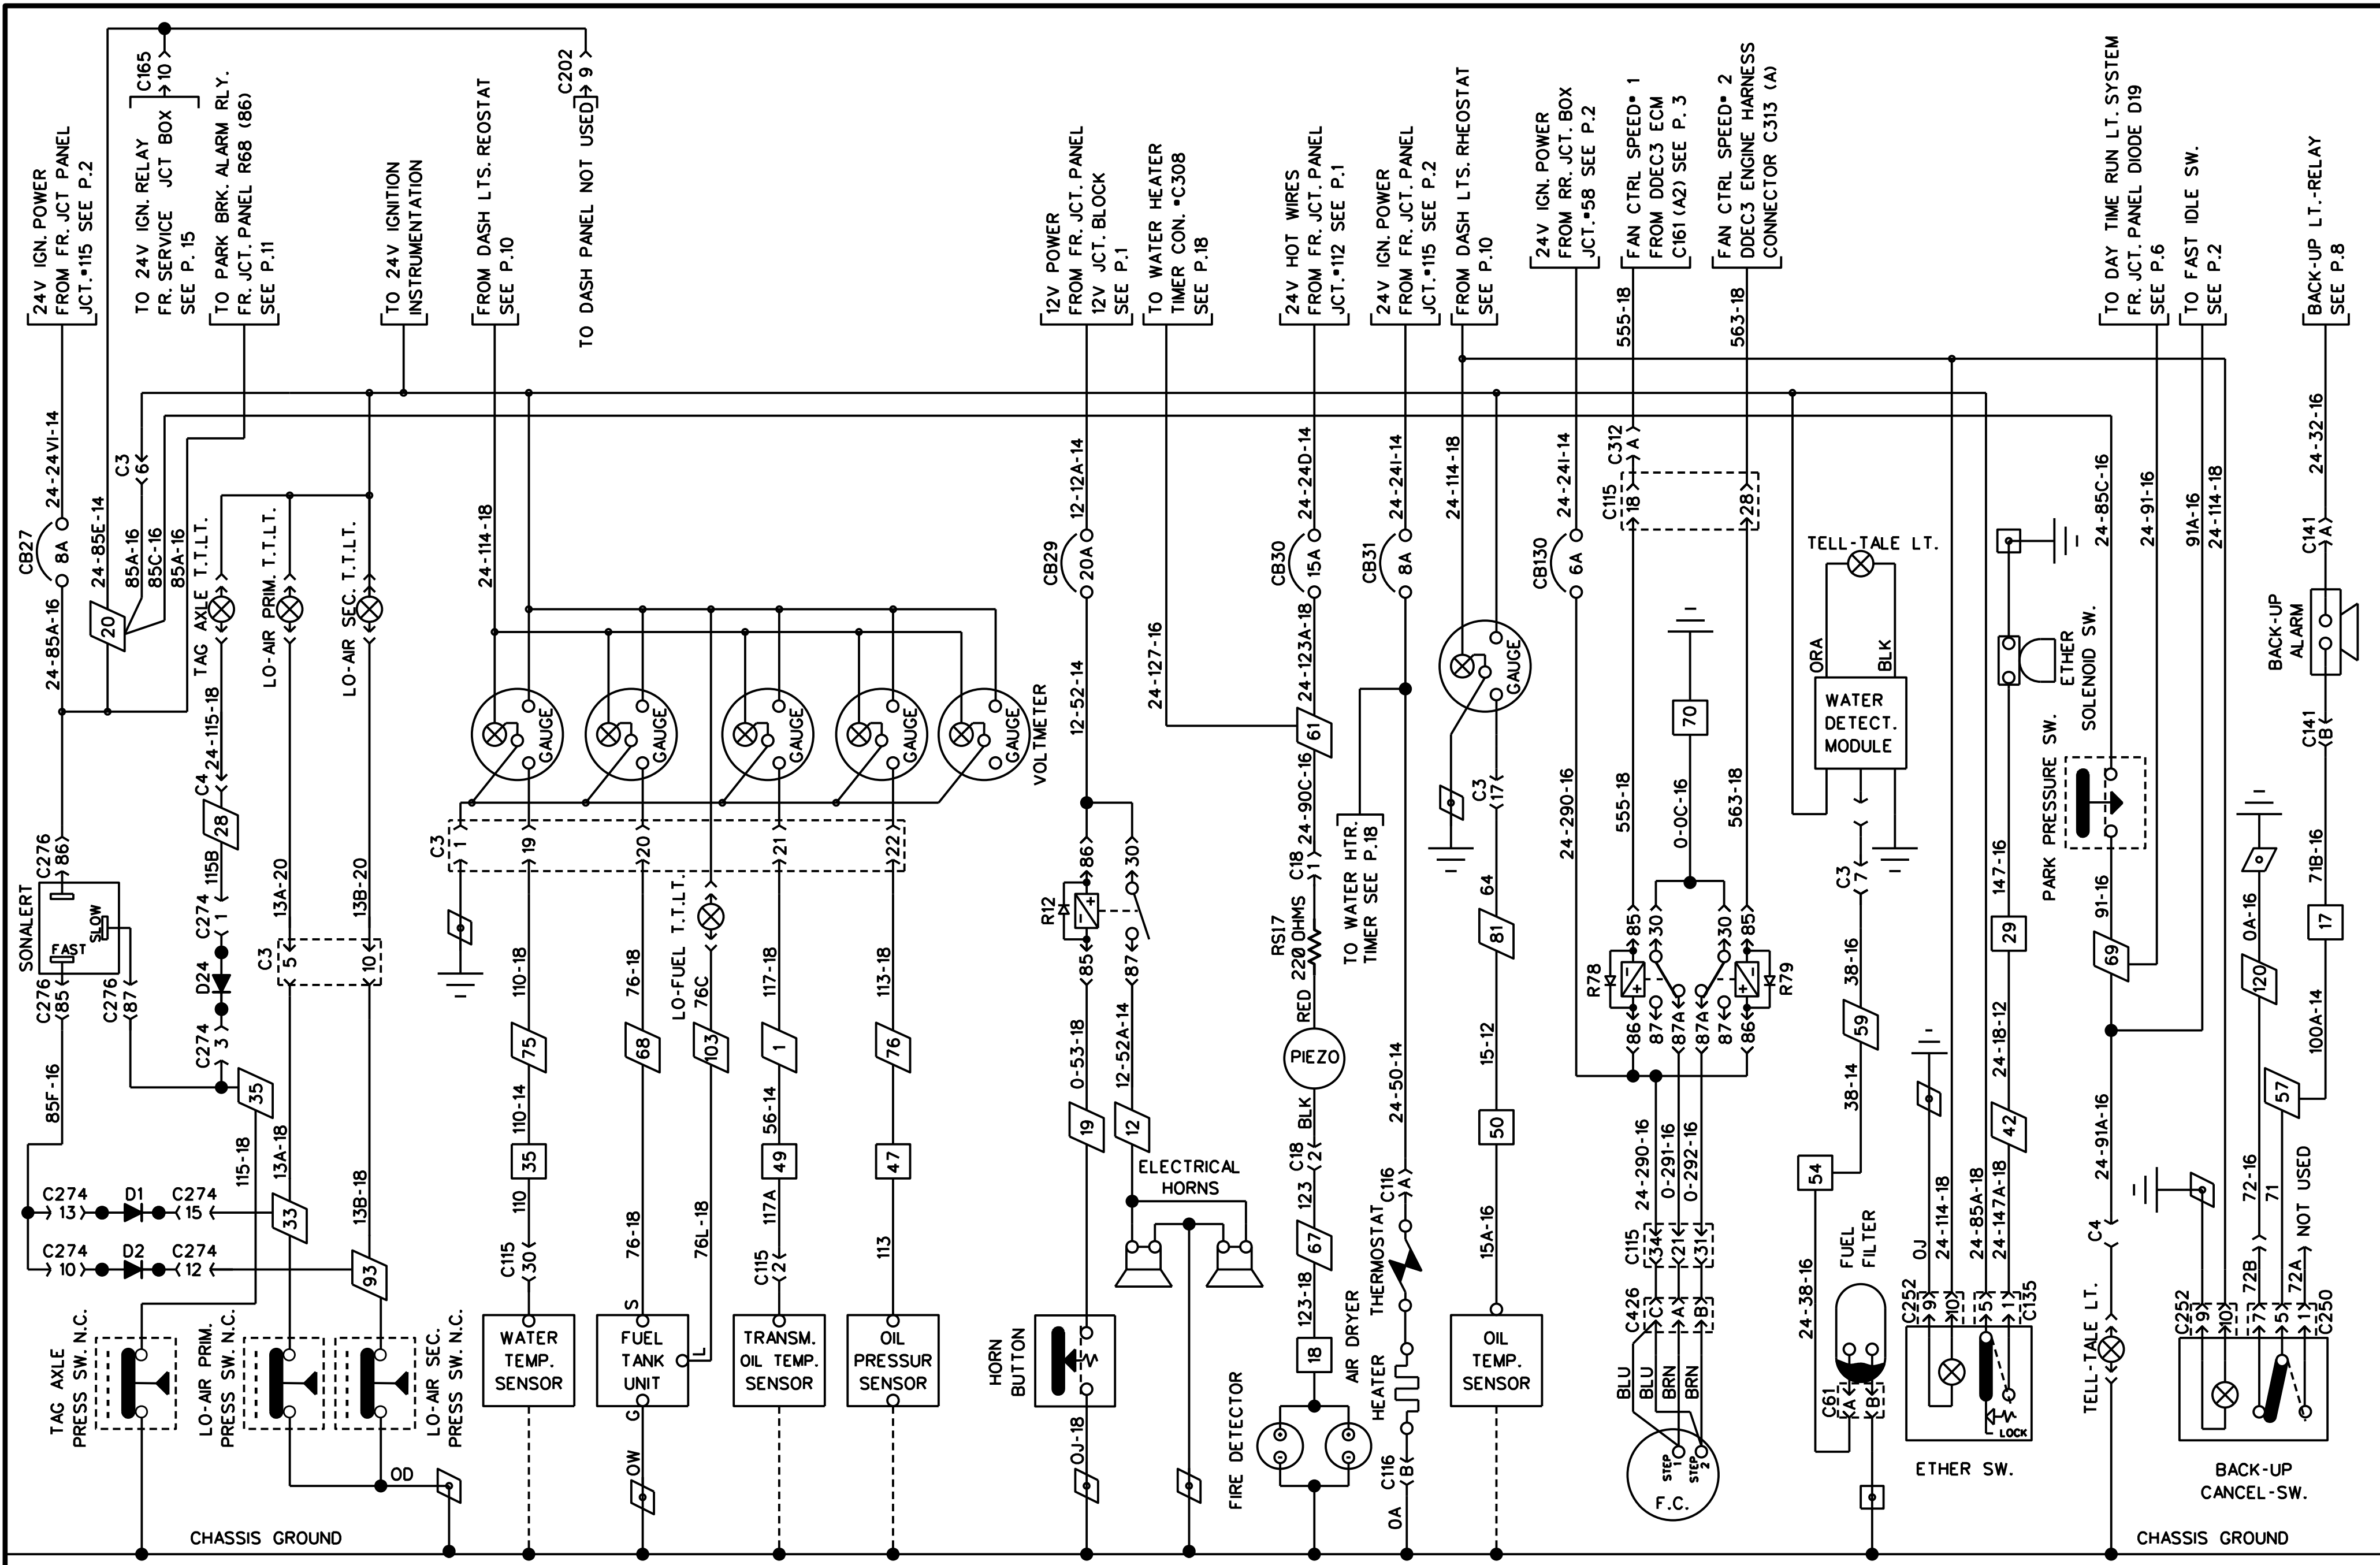 24V IGN. POWER
FROM FR. JCT PANEL
JCT.#115 SEE P.2
C165
10
TO 24V IGN. RELAY
FR. SERVICE JCT BOX
SEE P. 15
TO PARK BRK. ALARM RLY.
FR. JCT. PANEL R68 (86)
SEE P.11
TO 24V IGNITION
INSTRUMENTATION
FROM DASH LTS. REOSTAT
SEE P.10
C202
9
TO DASH PANEL NOT USED
12V POWER
FROM FR. JCT. PANEL
12V JCT. BLOCK
SEE P.1
TO WATER HEATER
TIMER CON. #C308
SEE P.18
24V HOT WIRES
FROM FR. JCT. PANEL
JCT.#112 SEE P.1
24V IGN. POWER
FROM FR. JCT. PANEL
JCT.#115 SEE P.2
FROM DASH LTS. RHEOSTAT
SEE P.10
24V IGN. POWER
FROM RR. JCT. BOX
JCT.#58 SEE P.2
FAN CTRL SPEED# 1
FROM DDEC3 ECM
C161 (A2) SEE P. 3
FAN CTRL SPEED# 2
DDEC3 ENGINE HARNESS
CONNECTOR C313 (A)
TO DAY TIME RUN LT. SYSTEM
FR. JCT. PANEL DIODE D19
SEE P.6
TO FAST IDLE SW.
SEE P.2
BACK-UP LT.-RELAY
SEE P.8
24-24VI-14
CB27
8A
24-85A-16
24-85E-14
20
C3
6
85A-16
85C-16
85A-16
TAG AXLE T.T.LT.
LO-AIR PRIM. T.T.LT.
LO-AIR SEC. T.T.LT.
24-115-18
C4
28
115B
C274
1
D24
C274
3
35
115-18
13A-20
13B-20
C3
5
10
13A-18
13B-18
33
93
SONALERT
C276
86
FAST
SLOW
C276
85
C276
87
85F-16
C274
13
D1
C274
15
C274
10
D2
C274
12
TAG AXLE
PRESS SW. N.C.
LO-AIR PRIM.
PRESS SW. N.C.
LO-AIR SEC.
PRESS SW. N.C.
OD
CHASSIS GROUND
24-114-18
GAUGE
GAUGE
GAUGE
GAUGE
GAUGE
VOLTMETER
C3
1
19
20
21
22
110-18
75
110-14
35
110
C115
30
WATER
TEMP.
SENSOR
76-18
68
76-18
S
FUEL
TANK
UNIT
L
G
OW
LO-FUEL T.T.LT.
76C
103
76L-18
117-18
1
56-14
49
117A
C115
2
TRANSM.
OIL TEMP.
SENSOR
113-18
76
47
113
OIL
PRESSUR
SENSOR
12-12A-14
CB29
20A
12-52-14
86
30
R12
+
-
85
87
0-53-18
12-52A-14
19
12
ELECTRICAL
HORNS
HORN
BUTTON
OJ-18
24-127-16
24-24D-14
CB30
15A
24-123A-18
61
24-90C-16
C18
1
RS17
220 OHMS
RED
PIEZO
BLK
C18
2
123
67
123-18
18
FIRE DETECTOR
24-24I-14
CB31
8A
TO WATER HTR.
TIMER SEE P.18
24-50-14
C116
A
AIR DRYER
THERMOSTAT
HEATER
C116
B
OA
24-114-18
GAUGE
C3
17
64
81
15-12
50
15A-16
OIL
TEMP.
SENSOR
24-24I-14
CB130
6A
24-290-16
555-18
563-18
C312
A
C115
18
28
70
0-0C-16
555-18
563-18
85
30
30
85
R78
-
+
-
+
R79
86
87
87A
87A
87
86
24-290-16
0-291-16
0-292-16
C115
34
21
31
C426
C
A
B
BLU
BLU
BRN
BRN
STEP
1
STEP
2
F.C.
TELL-TALE LT.
ORA
BLK
WATER
DETECT.
MODULE
C3
7
38-16
59
38-14
54
24-38-16
FUEL
FILTER
C61
A
B
ETHER
SOLENOID SW.
147-16
29
24-18-12
42
OJ
24-114-18
24-85A-18
24-147A-18
C252
9
10
5
1
C135
LOCK
ETHER SW.
24-85C-16
24-91-16
91A-16
24-114-18
PARK PRESSURE SW.
91-16
69
24-91A-16
C4
TELL-TALE LT.
24-32-16
C141
A
BACK-UP
ALARM
C141
B
71B-16
17
100A-14
57
0A-16
120
72-16
71
NOT USED
72B
72A
C252
9
10
7
5
1
C250
BACK-UP
CANCEL-SW.
CHASSIS GROUND